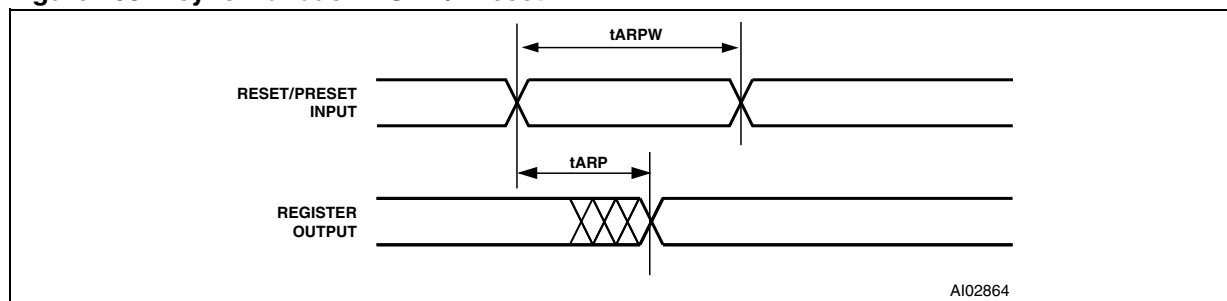 tARPW
RESET/PRESET
INPUT
tARP
REGISTER
OUTPUT
AI02864